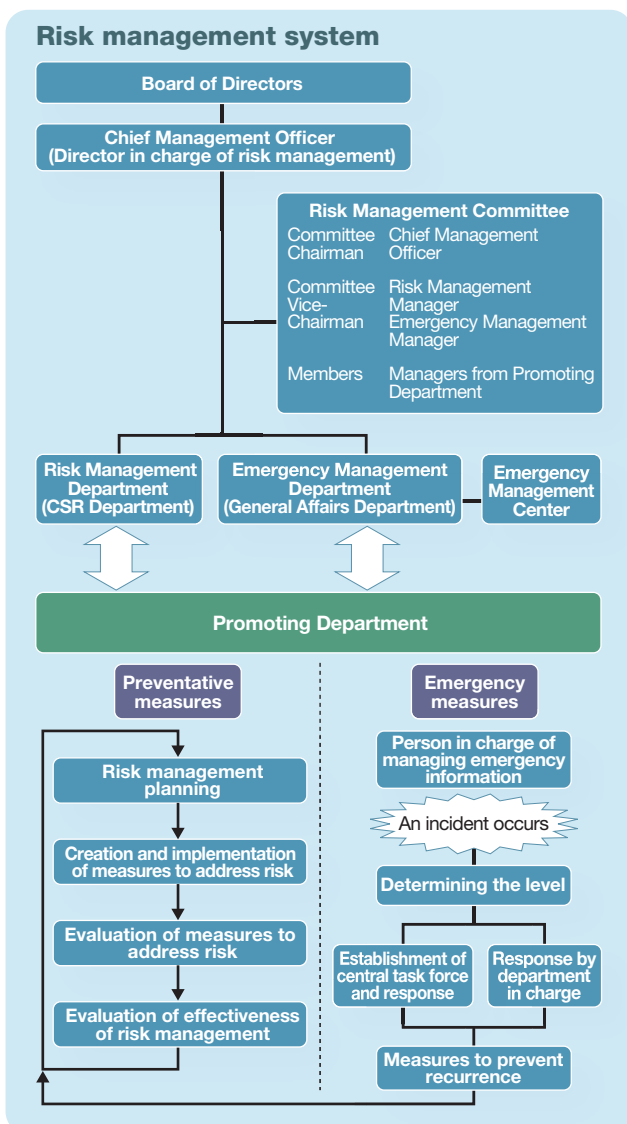 Risk management system
Board of Directors
Chief Management Officer
(Director in charge of risk management)
Risk Management Committee
Committee Chairman
Chief Management Officer
Committee Vice-Chairman
Risk Management Manager
Emergency Management Manager
Members
Managers from Promoting Department
Risk Management
Department
(CSR Department)
Emergency Management
Department
(General Affairs Department)
Emergency
Management
Center
Promoting Department
Preventative
measures
Risk management
planning
Creation and implementation
of measures to address risk
Evaluation of measures to
address risk
Evaluation of effectiveness
of risk management
Emergency
measures
Person in charge of
managing emergency
information
An incident occurs
Determining the level
Establishment of
central task force
and response
Response by
department
in charge
Measures to prevent
recurrence